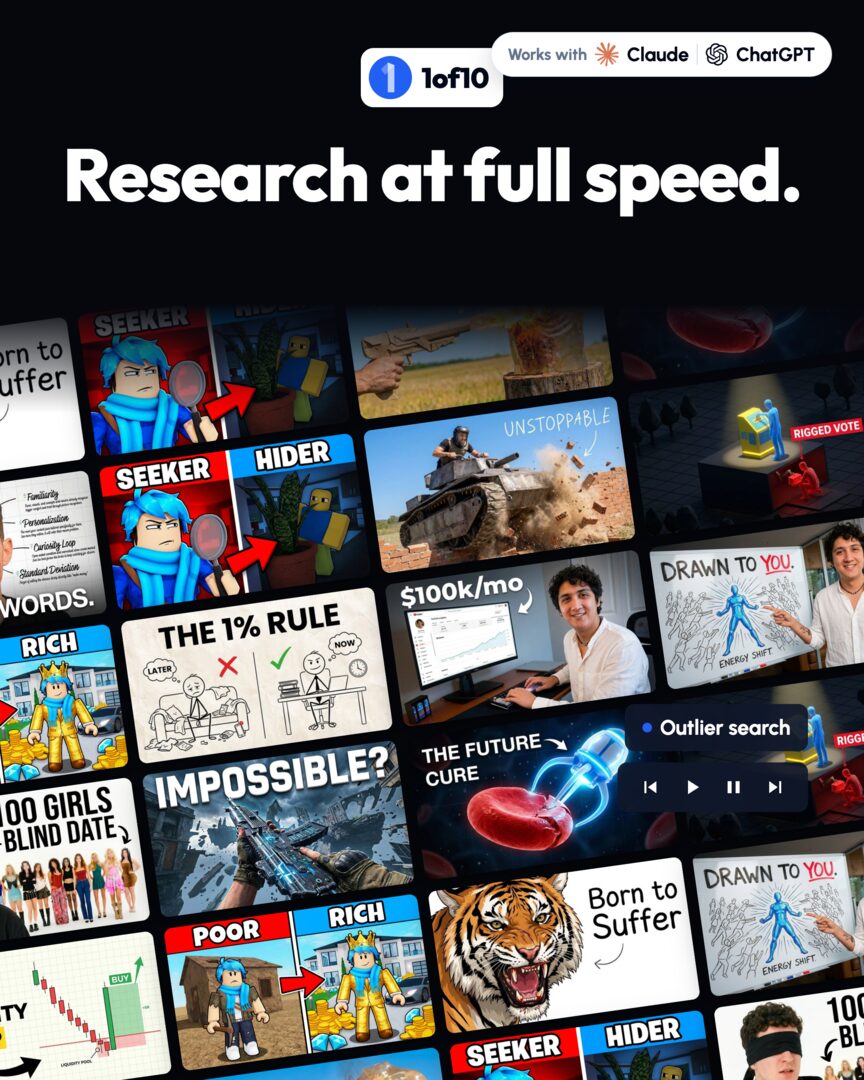 Works with Claude ChatGPT
1of10
Research at full speed.
SEEKER
HIDER
UNSTOPPABLE
RIGGED VOTE
SEEKER
HIDER
Familiarity
Personalization
Curiosity Loop
Standard Deviation
WORDS.
$100k/mo
DRAWN TO YOU.
ENERGY SHIFT.
RICH
THE 1% RULE
LATER
NOW
Outlier search
THE FUTURE
CURE
IMPOSSIBLE?
100 GIRLS
BLIND DATE
Born to
Suffer
DRAWN TO YOU.
ENERGY SHIFT.
POOR
RICH
BUY
LIQUIDITY POOL
SEEKER
HIDER